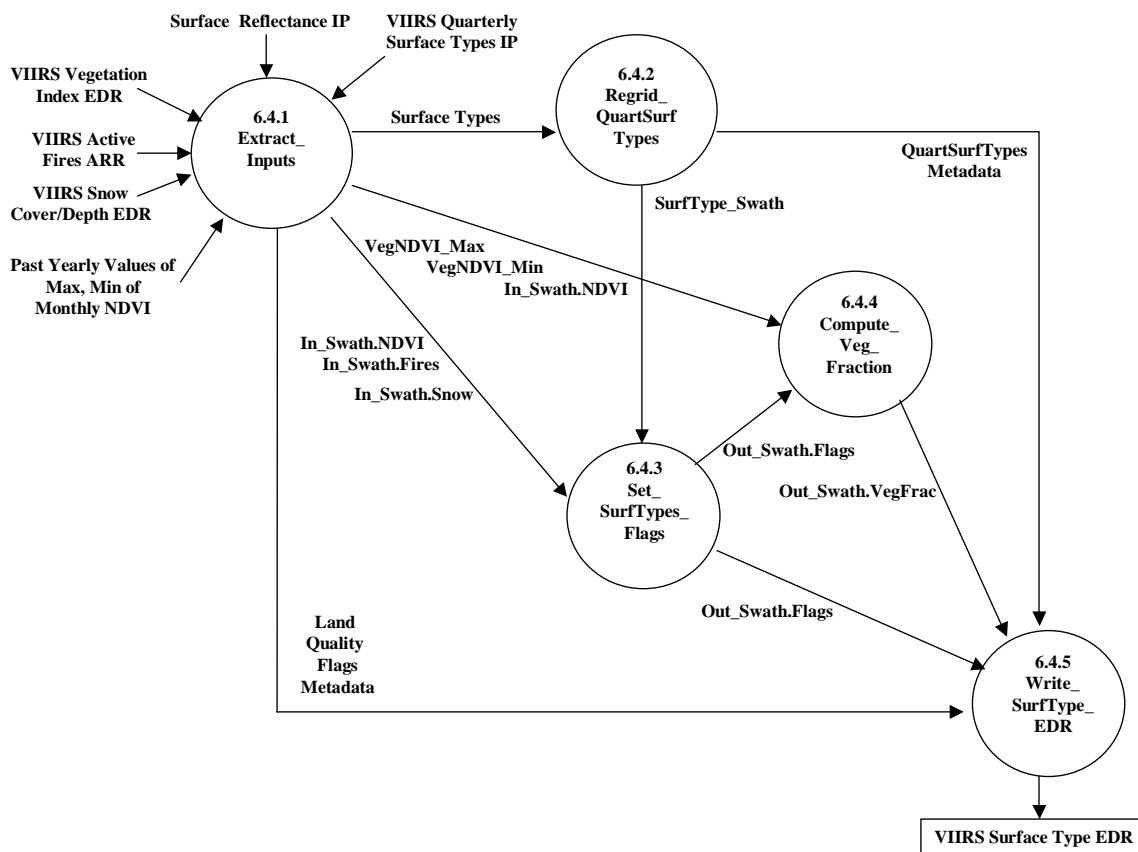 Surface Reflectance IP
VIIRS Quarterly
Surface Types IP
VIIRS Vegetation
Index EDR
VIIRS Active
Fires ARR
VIIRS Snow
Cover/Depth EDR
Past Yearly Values of
Max, Min of
Monthly NDVI
6.4.1
Extract_
Inputs
Surface Types
6.4.2
Regrid_
QuartSurf
Types
QuartSurfTypes
Metadata
SurfType_Swath
VegNDVI_Max
VegNDVI_Min
In_Swath.NDVI
In_Swath.NDVI
In_Swath.Fires
In_Swath.Snow
6.4.4
Compute_
Veg_
Fraction
6.4.3
Set_
SurfTypes_
Flags
Out_Swath.Flags
Out_Swath.VegFrac
Out_Swath.Flags
Land
Quality
Flags
Metadata
6.4.5
Write_
SurfType_
EDR
VIIRS Surface Type EDR